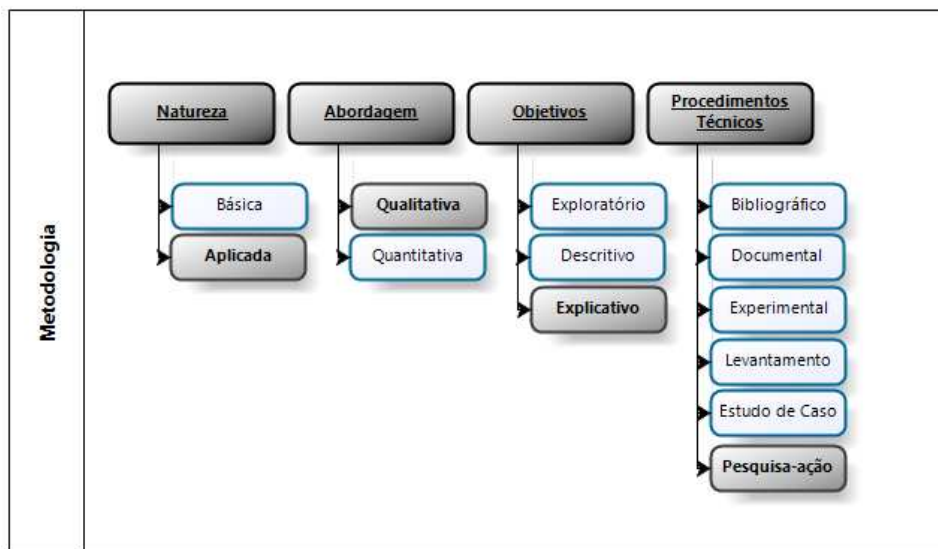 Metodologia
Natureza
Básica
Aplicada
Abordagem
Qualitativa
Quantitativa
Objetivos
Exploratório
Descritivo
Explicativo
Procedimentos
Técnicos
Bibliográfico
Documental
Experimental
Levantamento
Estudo de Caso
Pesquisa-ação